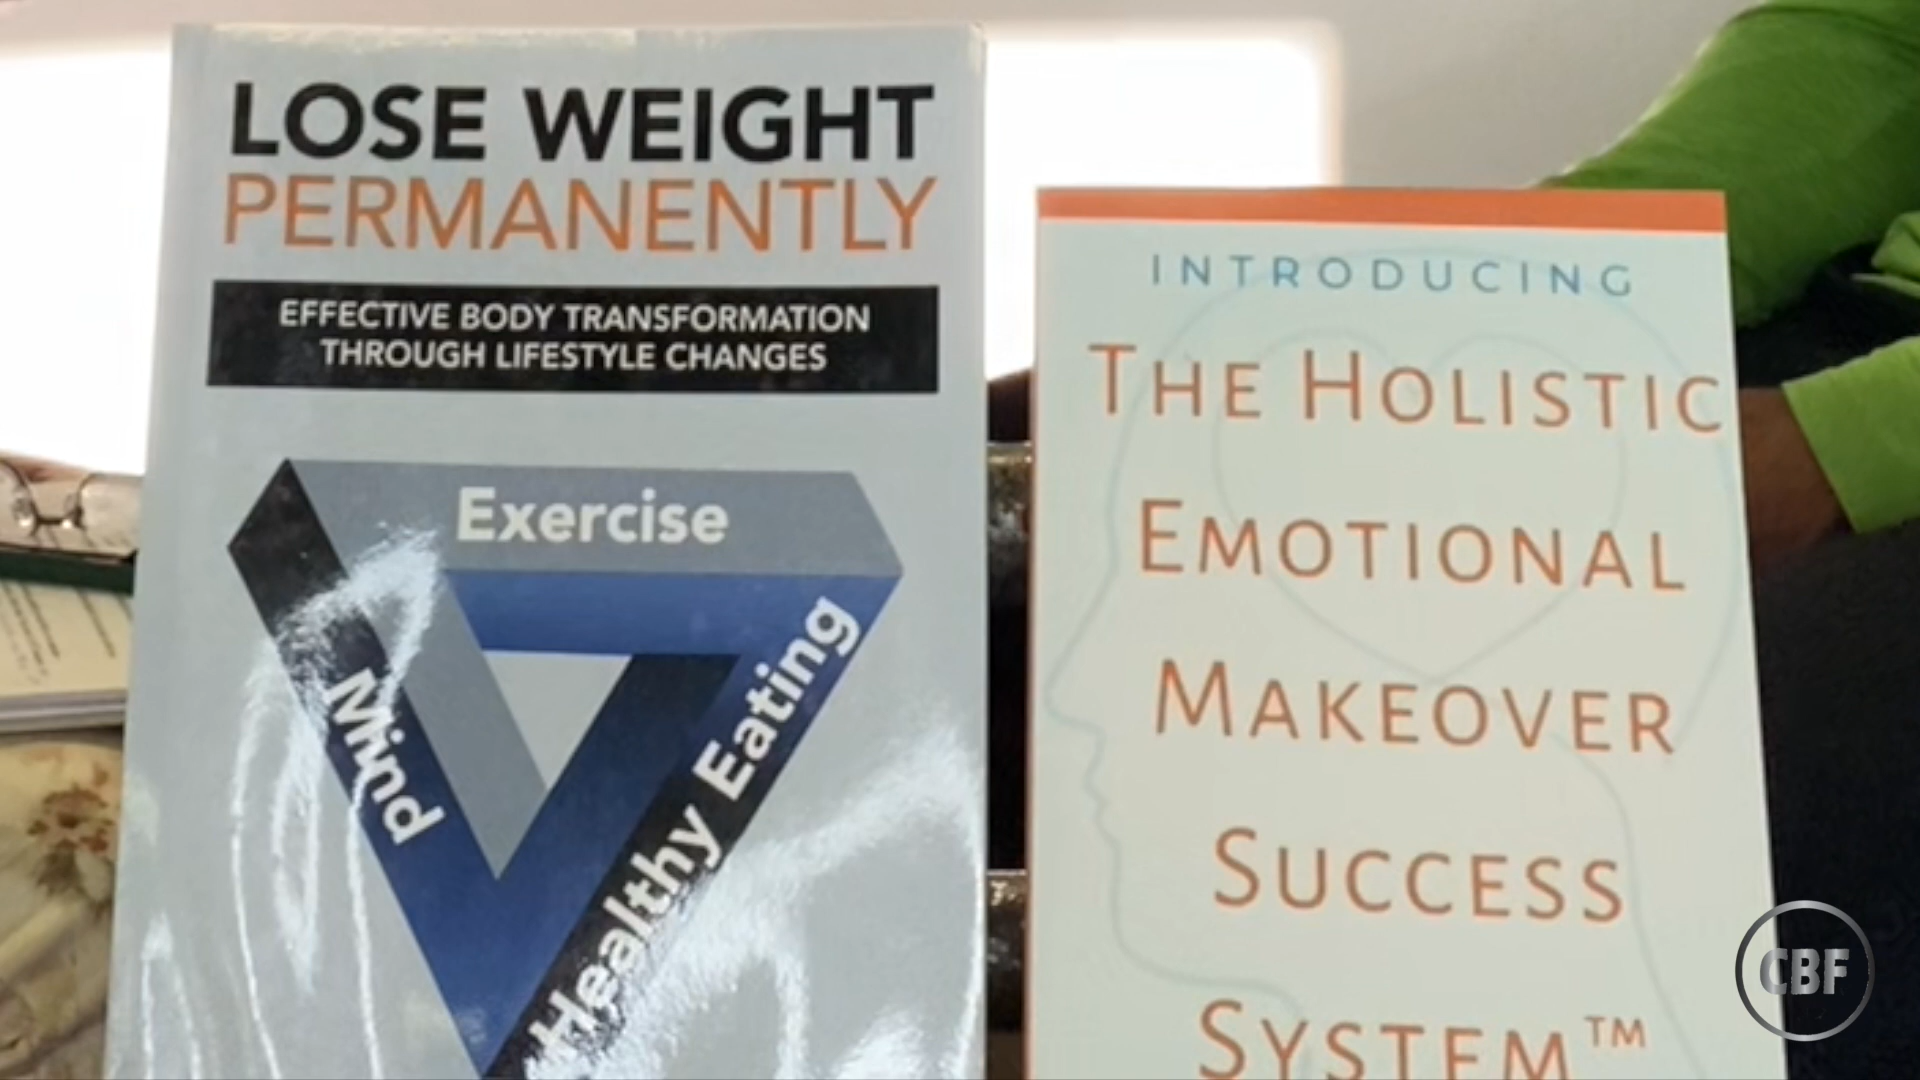 LOSE WEIGHT
PERMANENTLY
EFFECTIVE BODY TRANSFORMATION
THROUGH LIFESTYLE CHANGES
Exercise
Mind
Healthy Eating
INTRODUCING
THE HOLISTIC
EMOTIONAL
MAKEOVER
SUCCESS
SYSTEM™
CBF